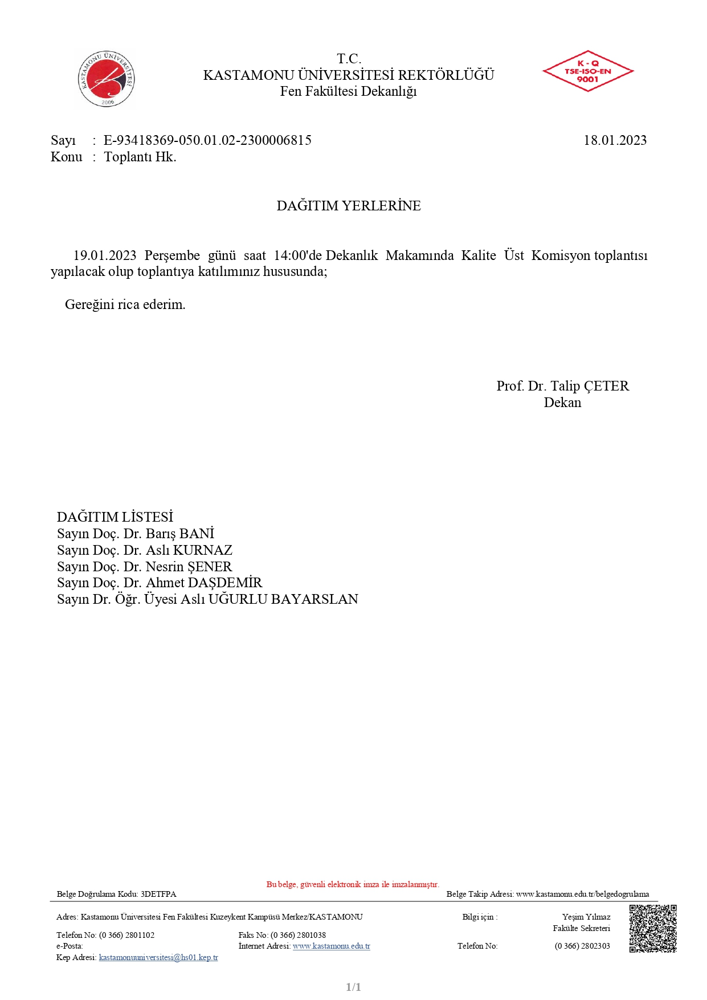 KASTAMONU ÜNİVERSİTESİ
2006
T.C.
KASTAMONU ÜNİVERSİTESİ REKTÖRLÜĞÜ
Fen Fakültesi Dekanlığı
K - Q
TSE-ISO-EN
9001
Sayı : E-93418369-050.01.02-2300006815 18.01.2023
Konu : Toplantı Hk.
DAĞITIM YERLERİNE
19.01.2023 Perşembe günü saat 14:00'de Dekanlık Makamında Kalite Üst Komisyon toplantısı
yapılacak olup toplantıya katılımınız hususunda;
Gereğini rica ederim.
Prof. Dr. Talip ÇETER
Dekan
DAĞITIM LİSTESİ
Sayın Doç. Dr. Barış BANİ
Sayın Doç. Dr. Aslı KURNAZ
Sayın Doç. Dr. Nesrin ŞENER
Sayın Doç. Dr. Ahmet DAŞDEMİR
Sayın Dr. Öğr. Üyesi Aslı UĞURLU BAYARSLAN
Bu belge, güvenli elektronik imza ile imzalanmıştır.
Belge Doğrulama Kodu: 3DETFPA Belge Takip Adresi: www.kastamonu.edu.tr/belgedogrulama
Adres: Kastamonu Üniversitesi Fen Fakültesi Kuzeykent Kampüsü Merkez/KASTAMONU Bilgi için : Yeşim Yılmaz
Fakülte Sekreteri
Telefon No: (0 366) 2801102 Faks No: (0 366) 2801038
e-Posta: İnternet Adresi: www.kastamonu.edu.tr Telefon No: (0 366) 2802303
Kep Adresi: kastamonuuniversitesi@hs01.kep.tr
1/1